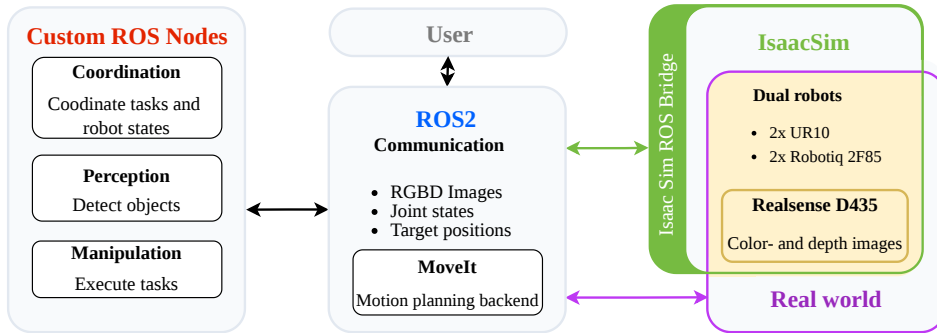 Custom ROS Nodes
Coordination
Coordinate tasks and
robot states
Perception
Detect objects
Manipulation
Execute tasks
User
ROS2
Communication
• RGBD Images
• Joint states
• Target positions
MoveIt
Motion planning backend
Isaac Sim ROS Bridge
IsaacSim
Dual robots
• 2x UR10
• 2x Robotiq 2F85
Realsense D435
Color- and depth images
Real world